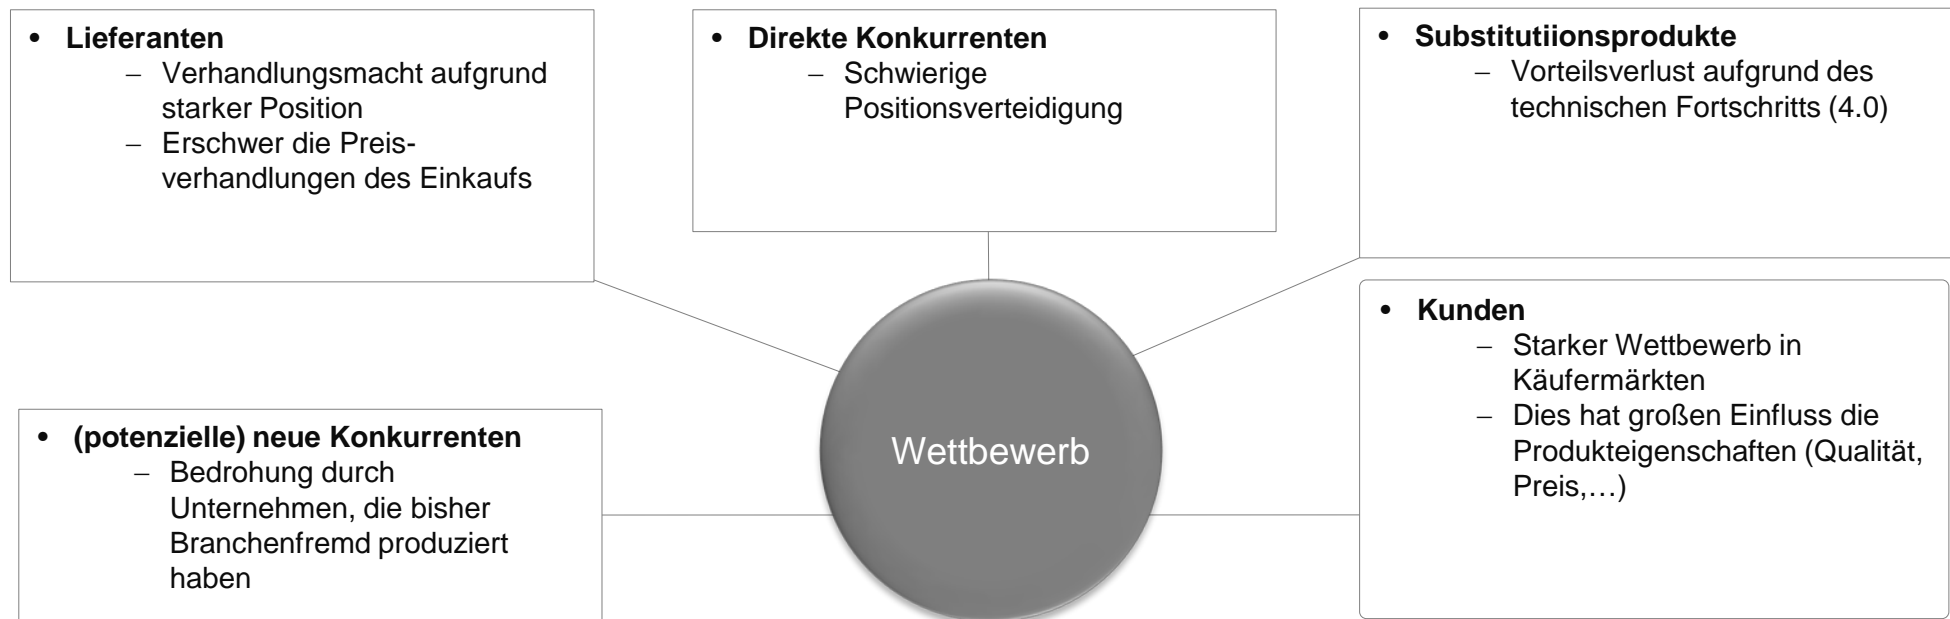 • Lieferanten
– Verhandlungsmacht aufgrund
starker Position
– Erschwer die Preis-
verhandlungen des Einkaufs
• Direkte Konkurrenten
– Schwierige
Positionsverteidigung
• Substitutiionsprodukte
– Vorteilsverlust aufgrund des
technischen Fortschritts (4.0)
• (potenzielle) neue Konkurrenten
– Bedrohung durch
Unternehmen, die bisher
Branchenfremd produziert
haben
Wettbewerb
• Kunden
– Starker Wettbewerb in
Käufermärkten
– Dies hat großen Einfluss die
Produkteigenschaften (Qualität,
Preis,…)